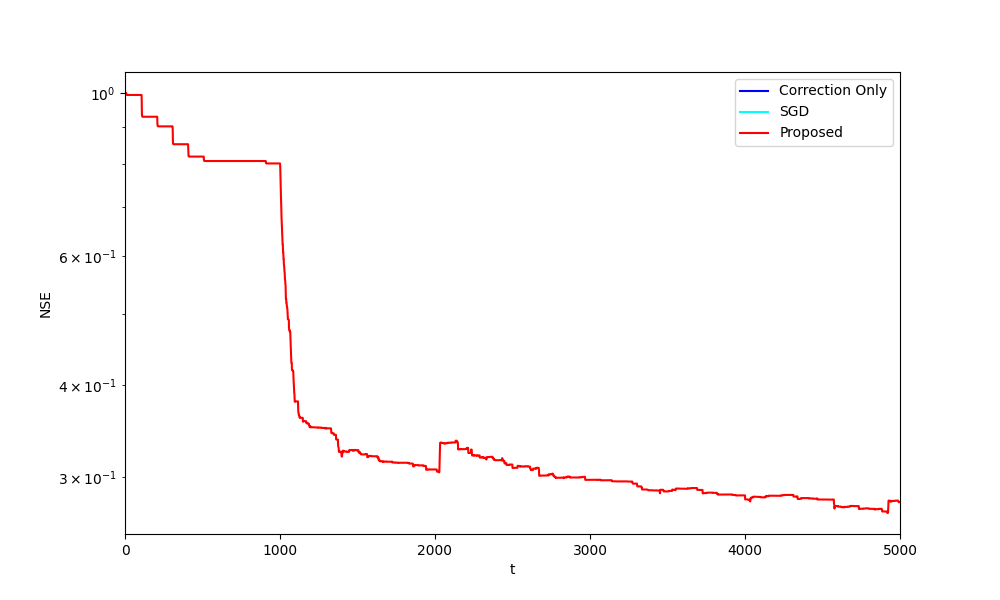 Correction Only
SGD
Proposed
10⁰
6 × 10⁻¹
4 × 10⁻¹
3 × 10⁻¹
NSE
0 1000 2000 3000 4000 5000
t